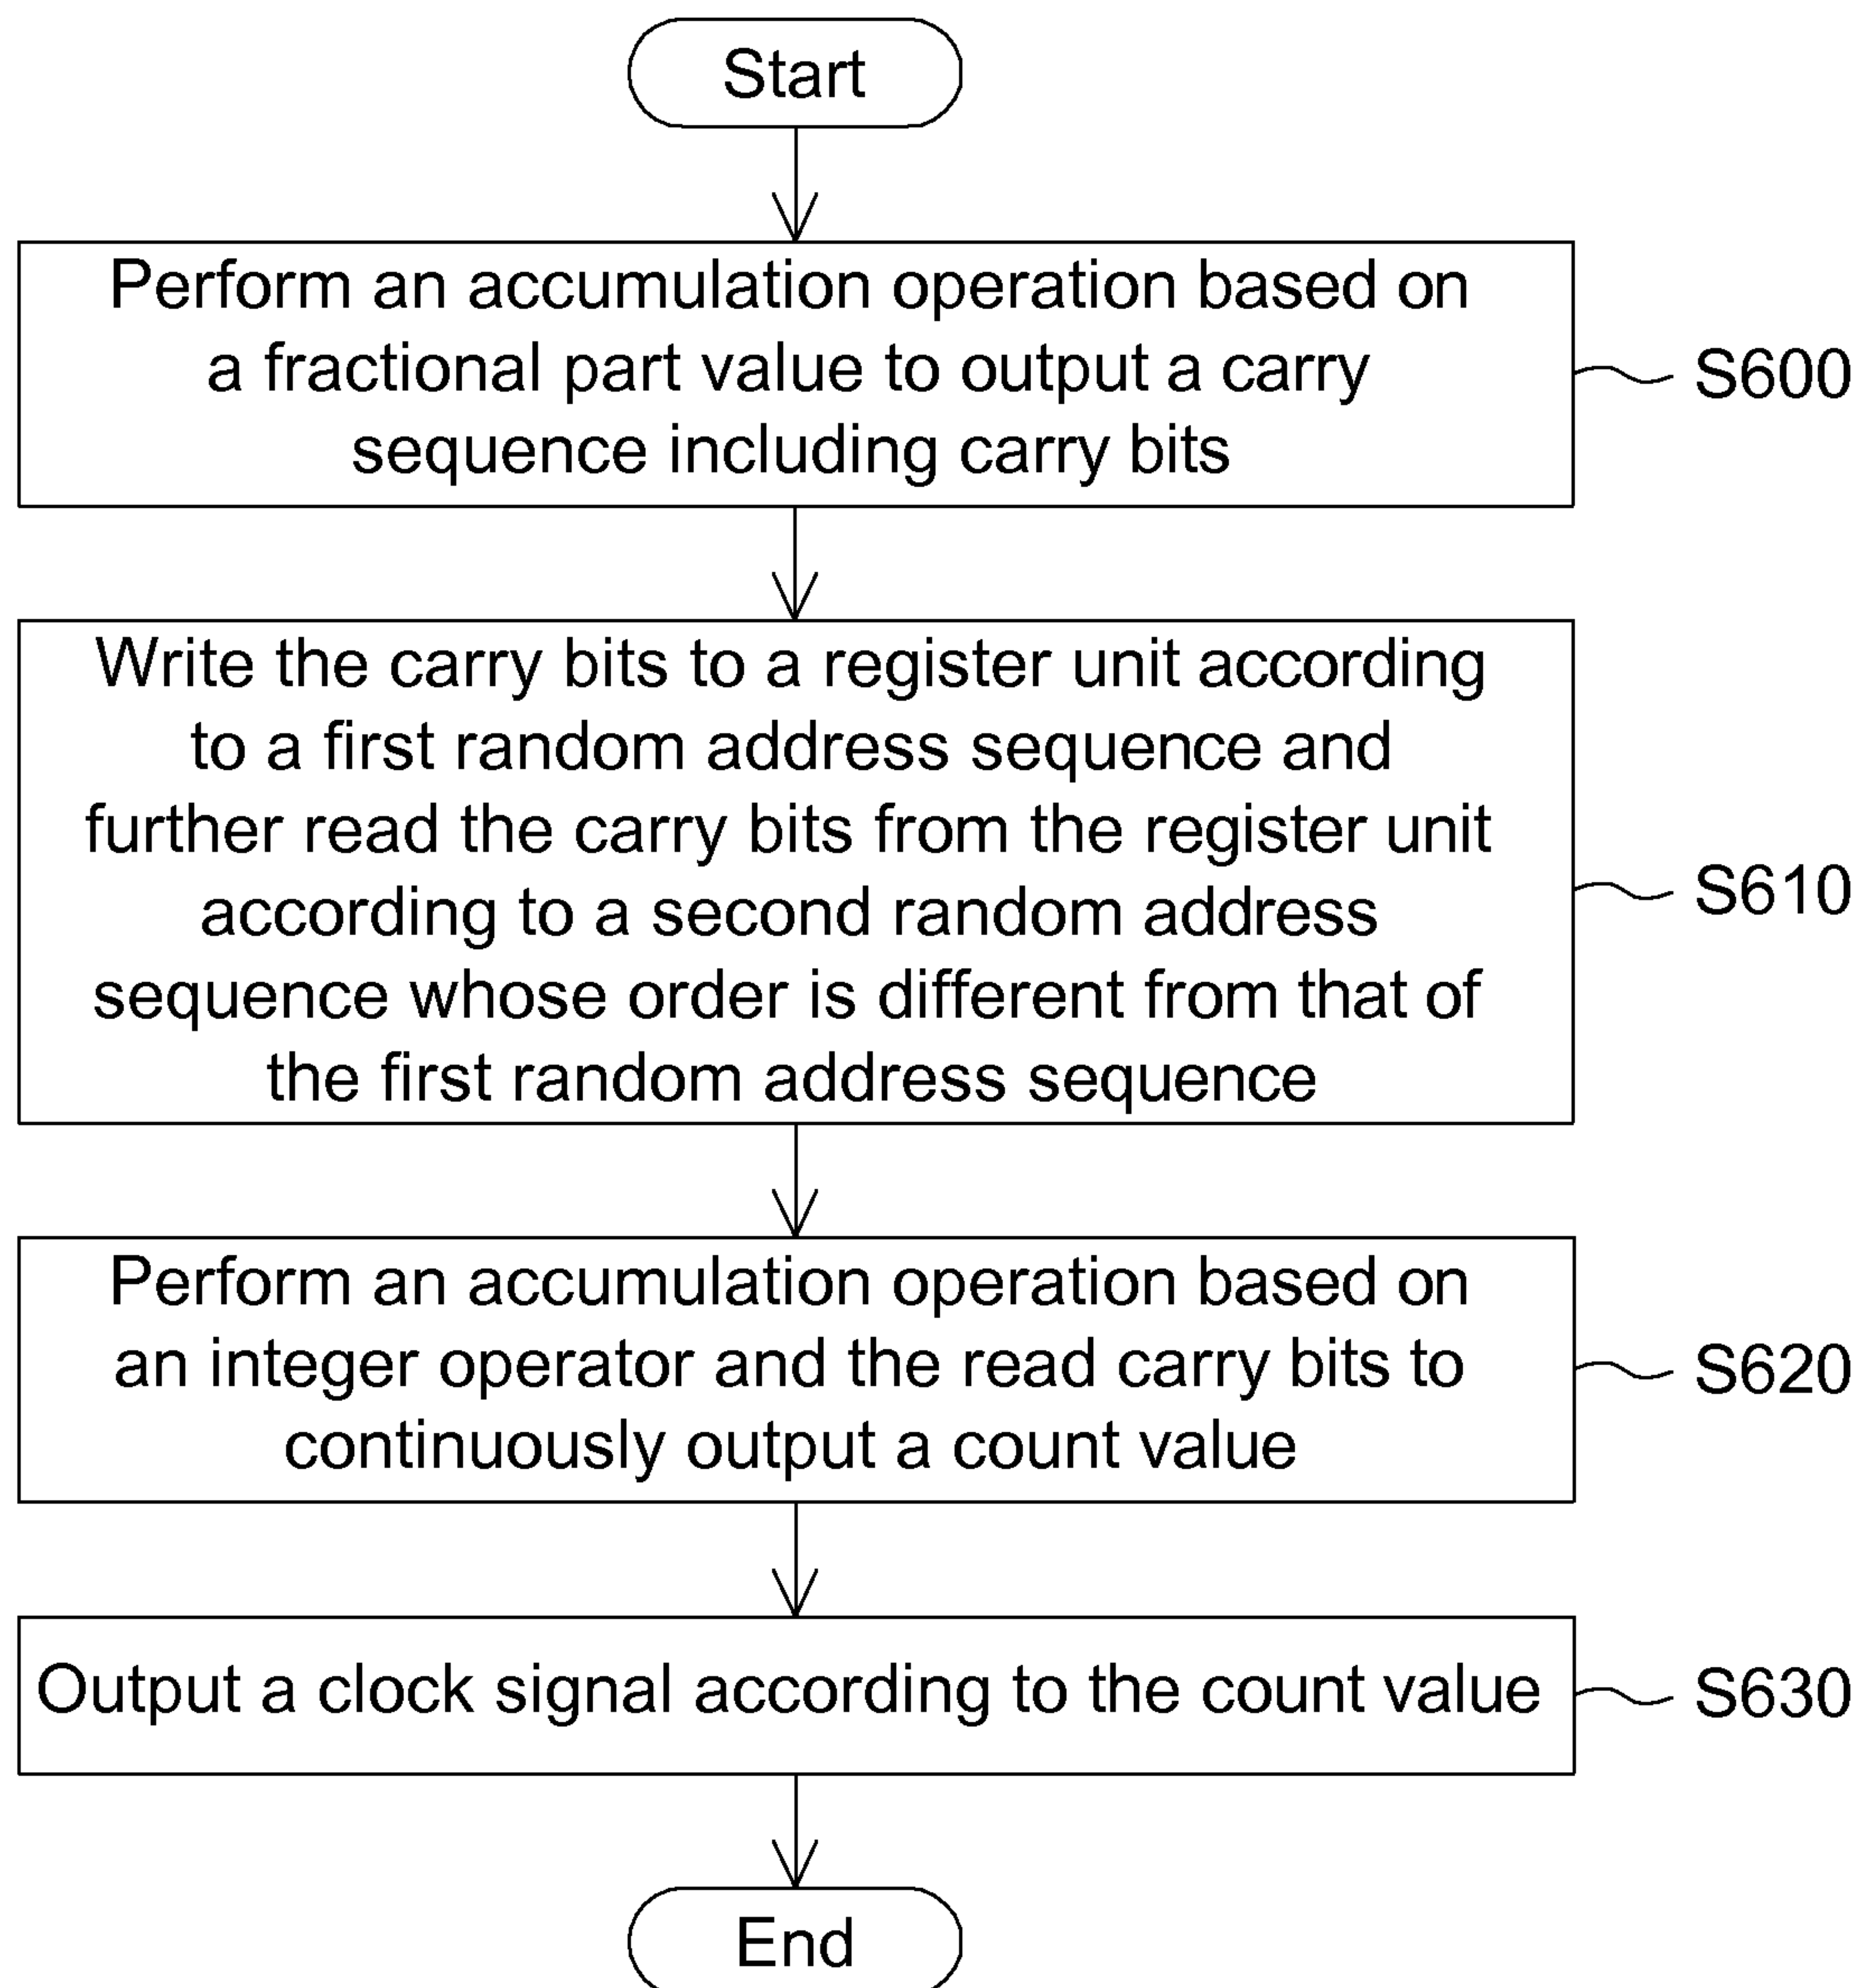 Start
Perform an accumulation operation based on
a fractional part value to output a carry
sequence including carry bits
S600
Write the carry bits to a register unit according
to a first random address sequence and
further read the carry bits from the register unit
according to a second random address
sequence whose order is different from that of
the first random address sequence
S610
Perform an accumulation operation based on
an integer operator and the read carry bits to
continuously output a count value
S620
Output a clock signal according to the count value
S630
End